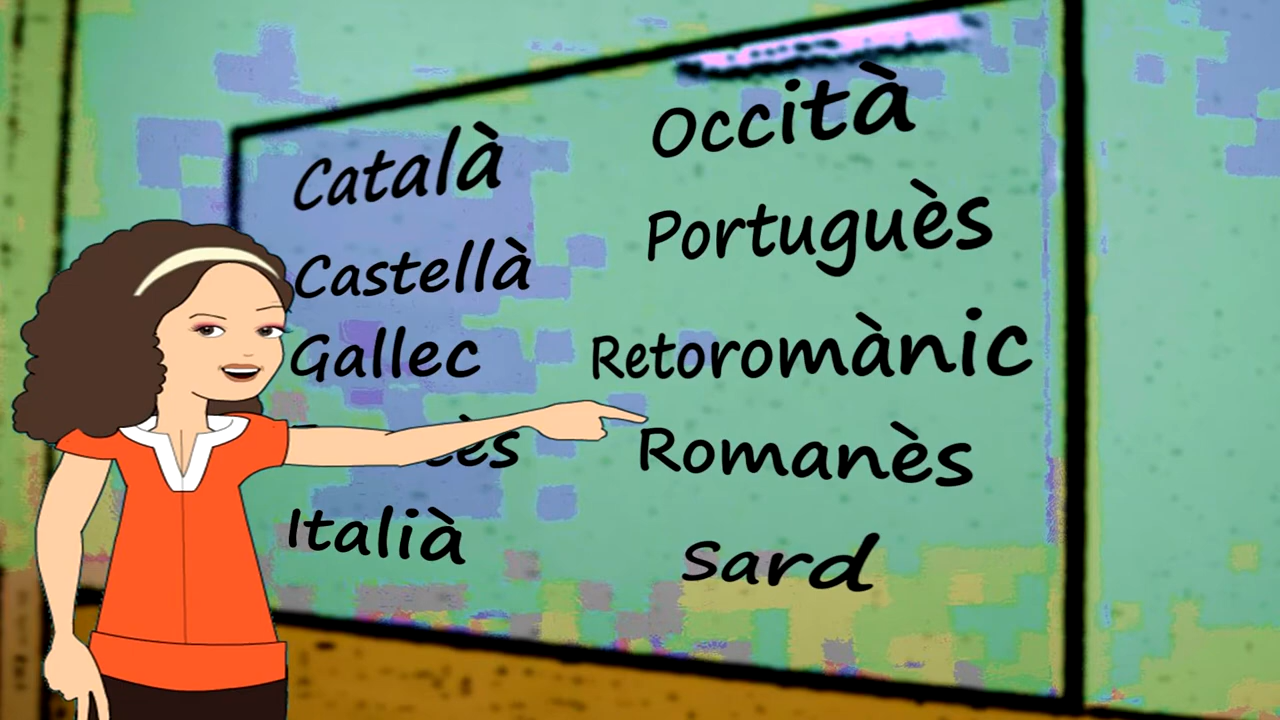 Català
Castellà
Gallec
Italià
Occità
Portuguès
Retoromànic
Romanès
Sard